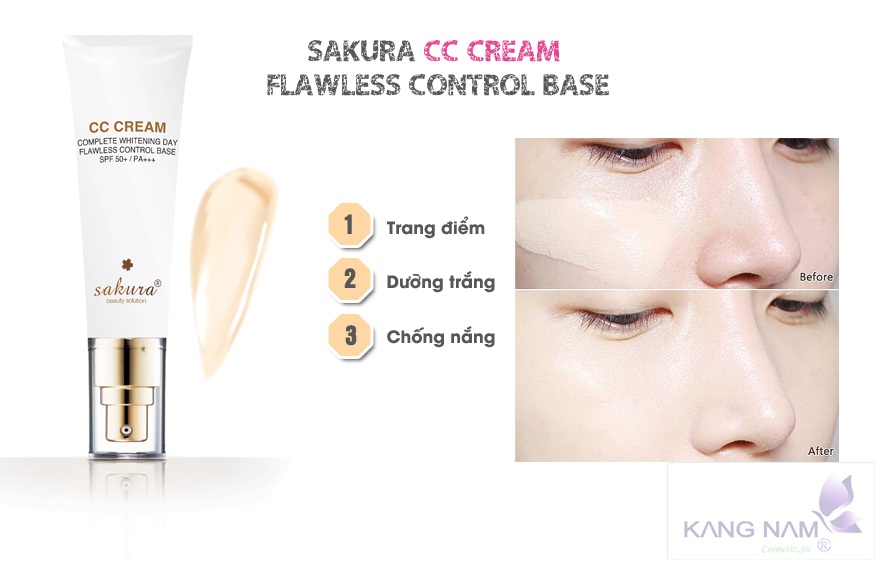 SAKURA CC CREAM
FLAWLESS CONTROL BASE
CC CREAM
COMPLETE WHITENING DAY
FLAWLESS CONTROL BASE
SPF 50+ / PA+++
sakura®
beauty solution
1 Trang điểm
2 Dưỡng trắng
3 Chống nắng
Before
After
KANG NAM®
Cosmetic.jsc